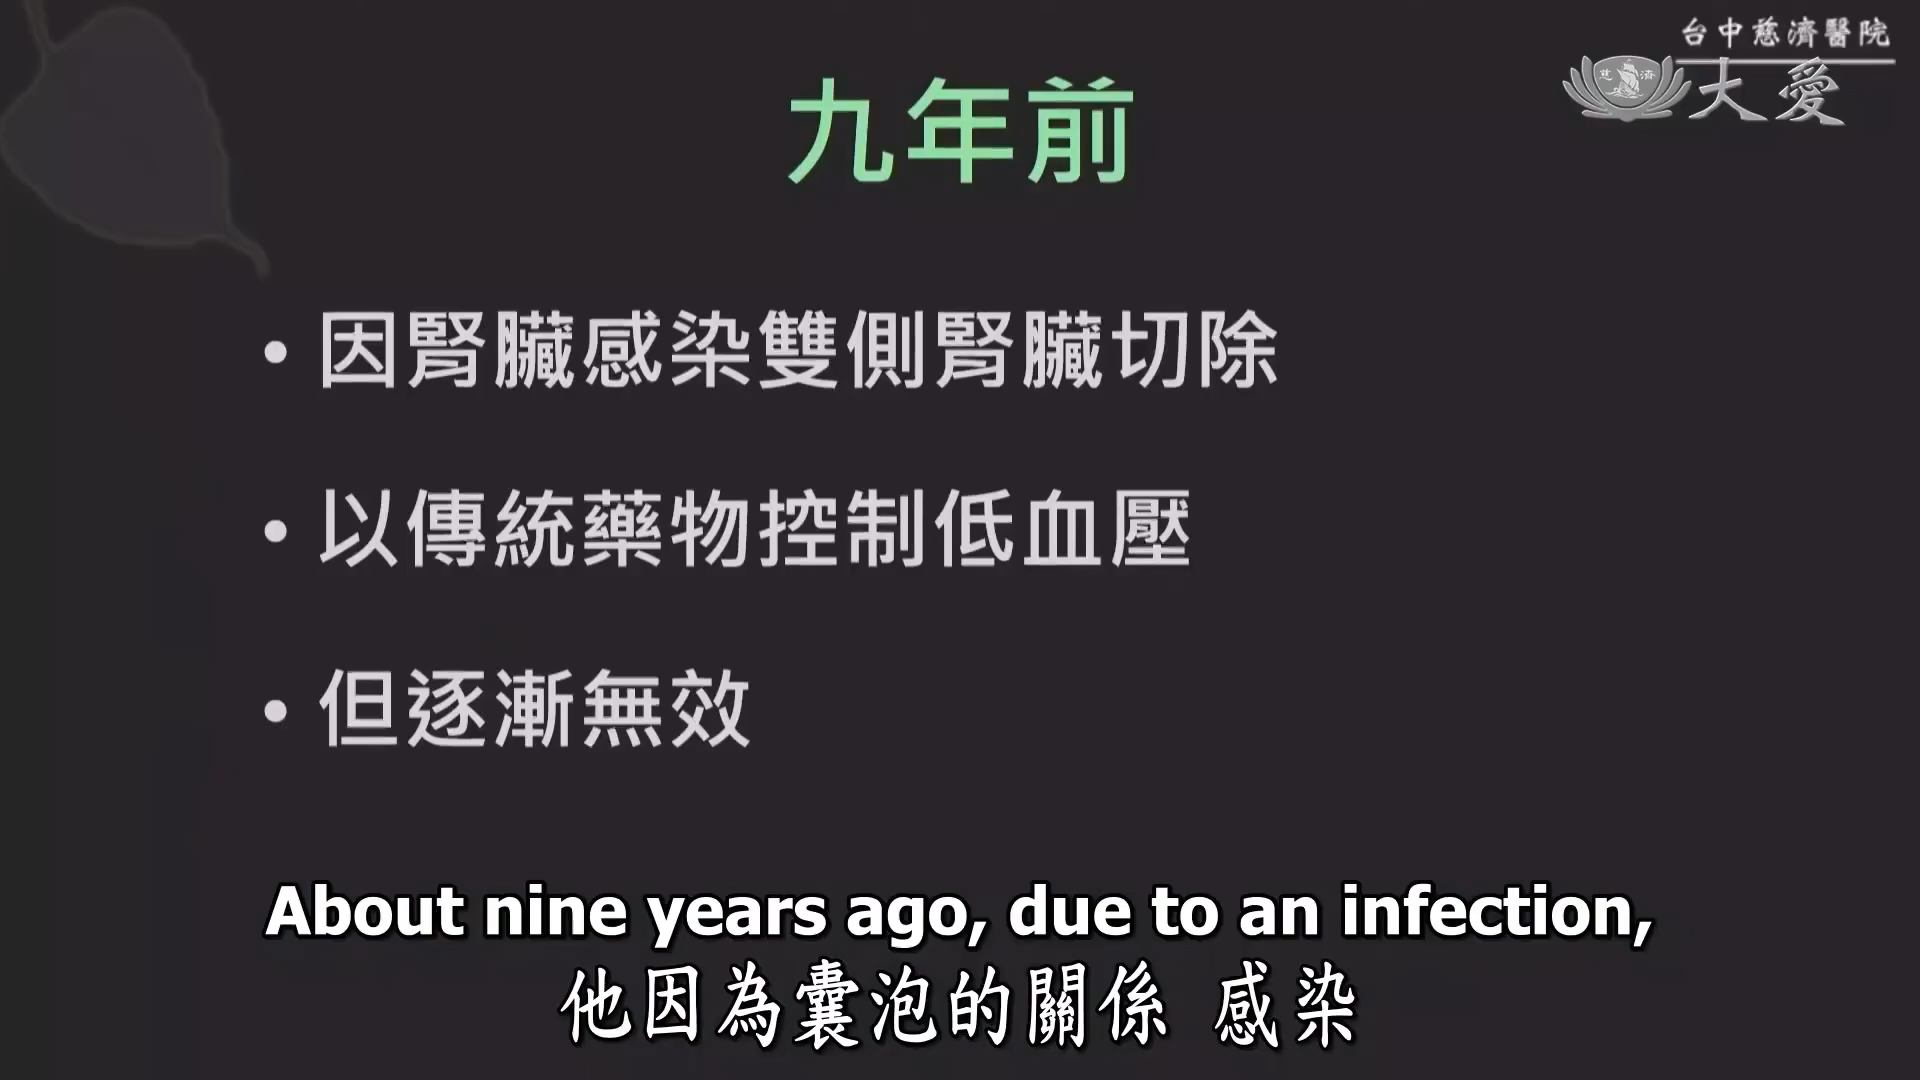 台中慈濟醫院
慈濟
大愛
九年前
• 因腎臟感染雙側腎臟切除
• 以傳統藥物控制低血壓
• 但逐漸無效
About nine years ago, due to an infection,
他因為囊泡的關係 感染